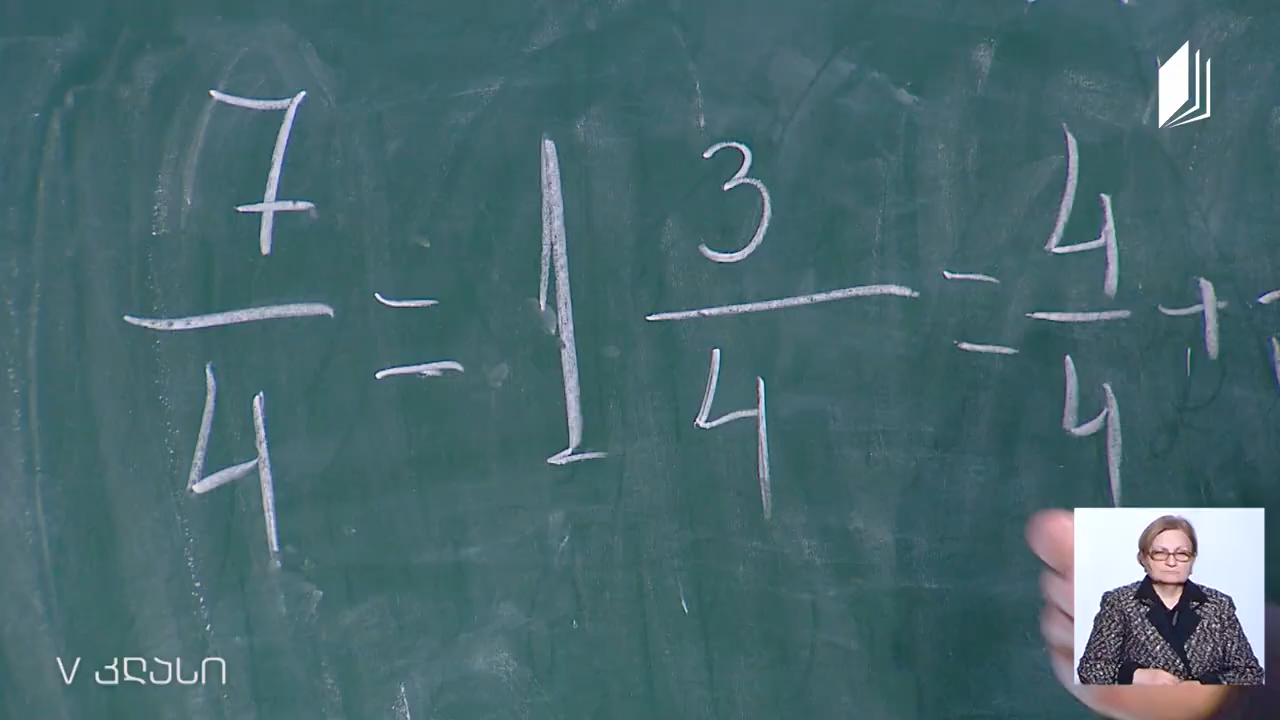 7/4 = 1 3/4 = 4/4 +
V კლასი